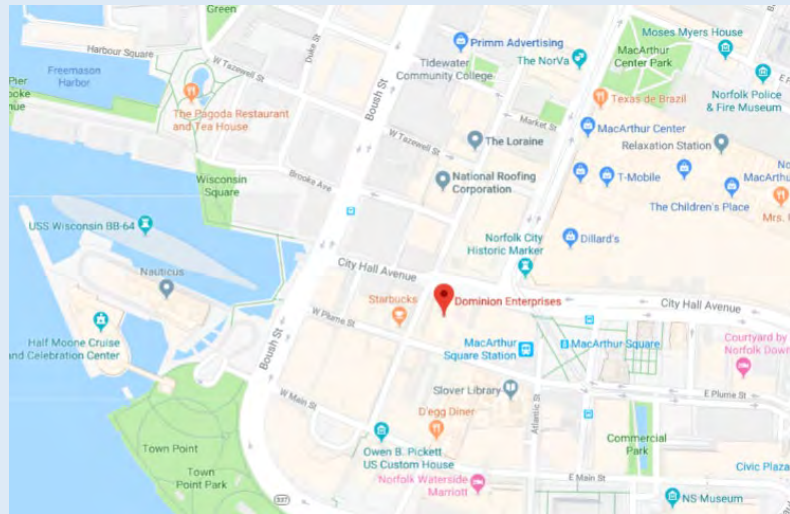 Green
Harbour Square
Freemason
Harbor
The Pagoda Restaurant
and Tea House
W Tazewell St
Duke St
Boush St
Tidewater
Community College
Primm Advertising
The NorVa
Moses Myers House
MacArthur
Center Park
Norfolk Police
& Fire Museum
Texas de Brazil
MacArthur Center
Market St
W Tazewell St
The Loraine
Relaxation Station
National Roofing
Corporation
T-Mobile
The Children's Place
Mrs.
Wisconsin
Square
Brooks Ave
USS Wisconsin BB-64
Norfolk City
Historic Marker
Dillard's
Nauticus
City Hall Avenue
Starbucks
Dominion Enterprises
City Hall Avenue
Half Moone Cruise
and Celebration Center
Boush St
W Plume St
MacArthur
Square Station
MacArthur Square
Courtyard by
Norfolk Down
Slover Library
E Plume St
W Main St
D'egg Diner
Atlantic St
Owen B. Pickett
US Custom House
Commercial
Park
Town Point
Town
Point Park
Norfolk Waterside
Marriott
E Main St
Civic Plaza
NS Museum
337